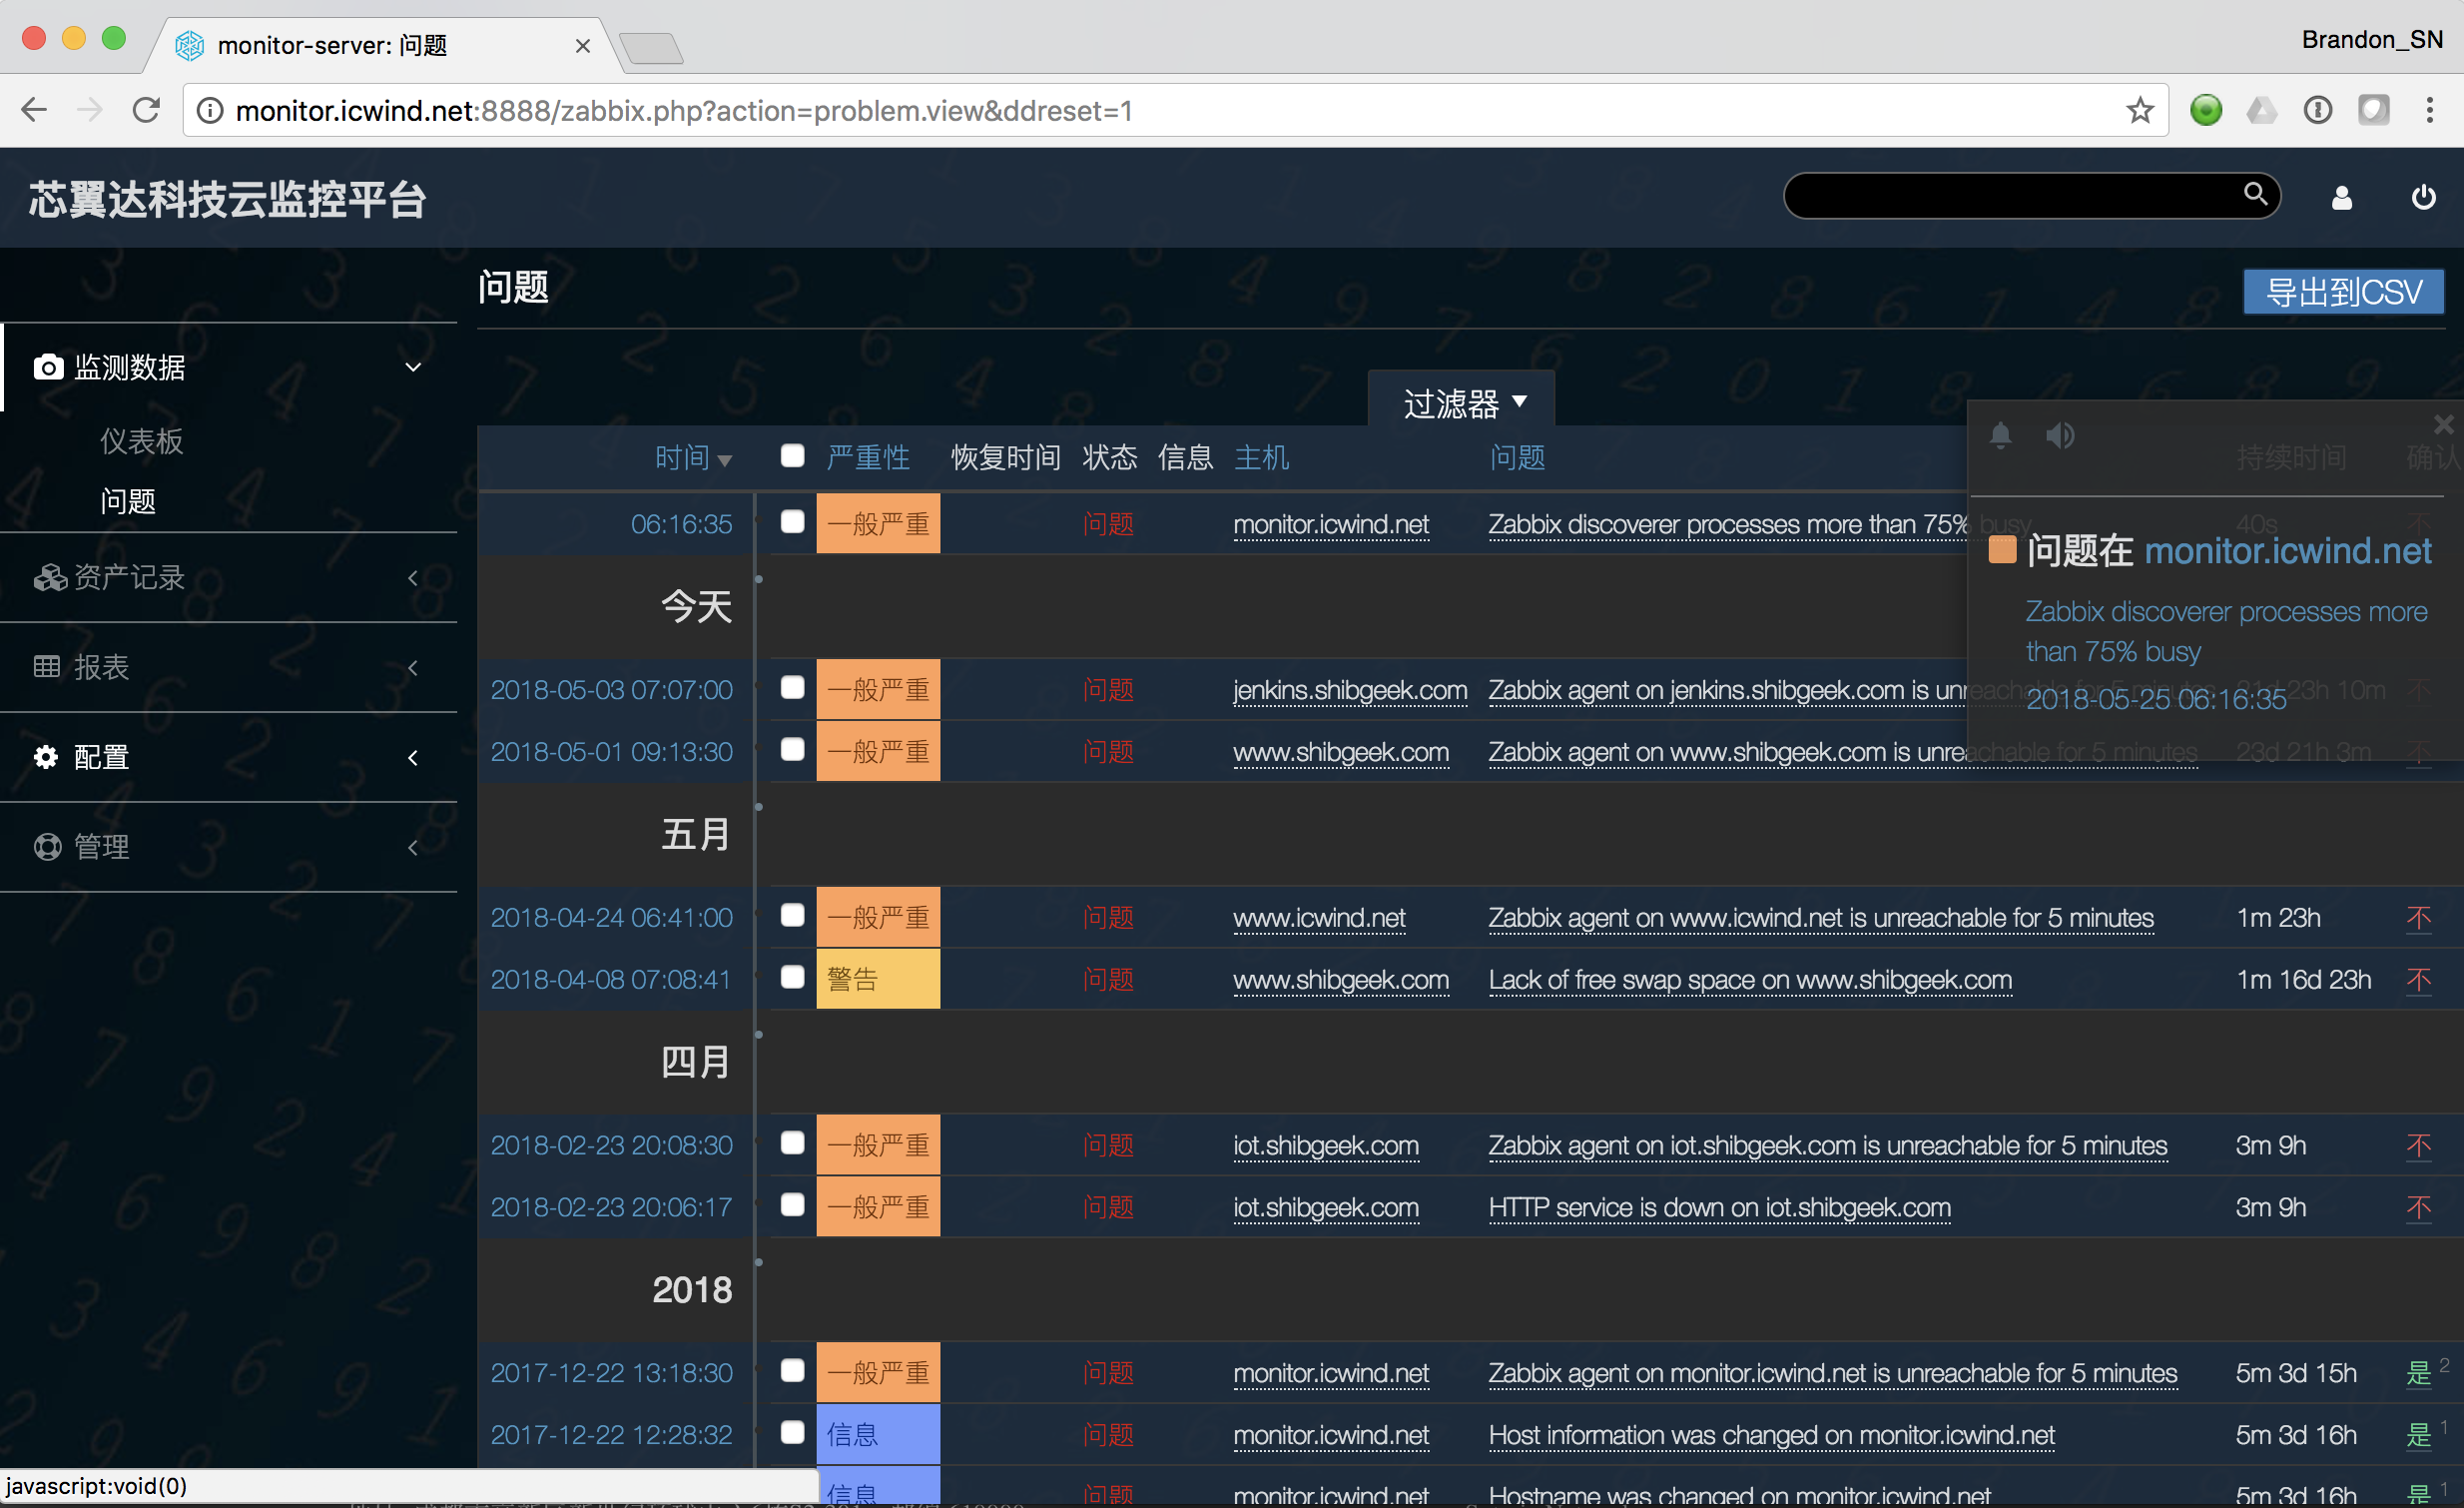 monitor-server: 问题
Brandon_SN
monitor.icwind.net:8888/zabbix.php?action=problem.view&ddreset=1
芯翼达科技云监控平台
问题
导出到CSV
监测数据
仪表板
问题
资产记录
报表
配置
管理
过滤器
时间 严重性 恢复时间 状态 信息 主机 问题 持续时间 确认
06:16:35 一般严重 问题 monitor.icwind.net Zabbix discoverer processes more than 75% busy 40s 不
今天
2018-05-03 07:07:00 一般严重 问题 jenkins.shibgeek.com Zabbix agent on jenkins.shibgeek.com is unreachable for 5 minutes 21d 23h 10m 不
2018-05-01 09:13:30 一般严重 问题 www.shibgeek.com Zabbix agent on www.shibgeek.com is unreachable for 5 minutes 23d 21h 3m 不
五月
2018-04-24 06:41:00 一般严重 问题 www.icwind.net Zabbix agent on www.icwind.net is unreachable for 5 minutes 1m 23h 不
2018-04-08 07:08:41 警告 问题 www.shibgeek.com Lack of free swap space on www.shibgeek.com 1m 16d 23h 不
四月
2018-02-23 20:08:30 一般严重 问题 iot.shibgeek.com Zabbix agent on iot.shibgeek.com is unreachable for 5 minutes 3m 9h 不
2018-02-23 20:06:17 一般严重 问题 iot.shibgeek.com HTTP service is down on iot.shibgeek.com 3m 9h 不
2018
2017-12-22 13:18:30 一般严重 问题 monitor.icwind.net Zabbix agent on monitor.icwind.net is unreachable for 5 minutes 5m 3d 15h 是 2
2017-12-22 12:28:32 信息 问题 monitor.icwind.net Host information was changed on monitor.icwind.net 5m 3d 16h 是 1
信息 问题 monitor.icwind.net Hostname was changed on monitor.icwind.net 5m 3d 16h 是 1
问题在 monitor.icwind.net
Zabbix discoverer processes more
than 75% busy
2018-05-25 06:16:35
javascript:void(0)